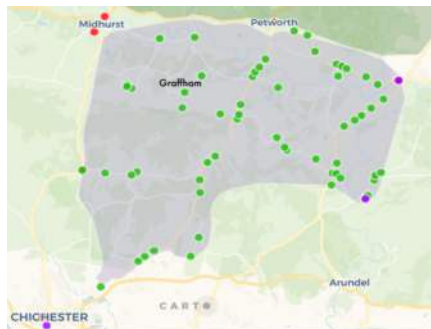 Midhurst
Petworth
Graffham
Arundel
CARTO
CHICHESTER